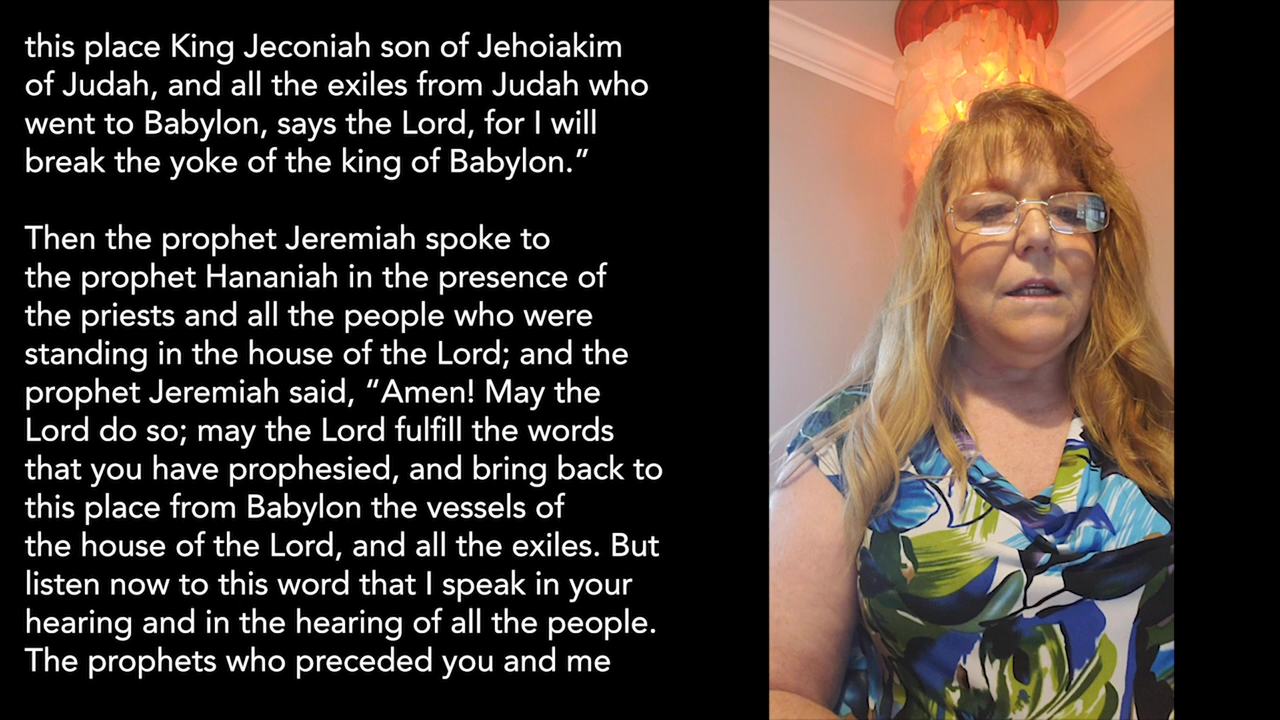 this place King Jeconiah son of Jehoiakim
of Judah, and all the exiles from Judah who
went to Babylon, says the Lord, for I will
break the yoke of the king of Babylon.”
Then the prophet Jeremiah spoke to
the prophet Hananiah in the presence of
the priests and all the people who were
standing in the house of the Lord; and the
prophet Jeremiah said, “Amen! May the
Lord do so; may the Lord fulfill the words
that you have prophesied, and bring back to
this place from Babylon the vessels of
the house of the Lord, and all the exiles. But
listen now to this word that I speak in your
hearing and in the hearing of all the people.
The prophets who preceded you and me